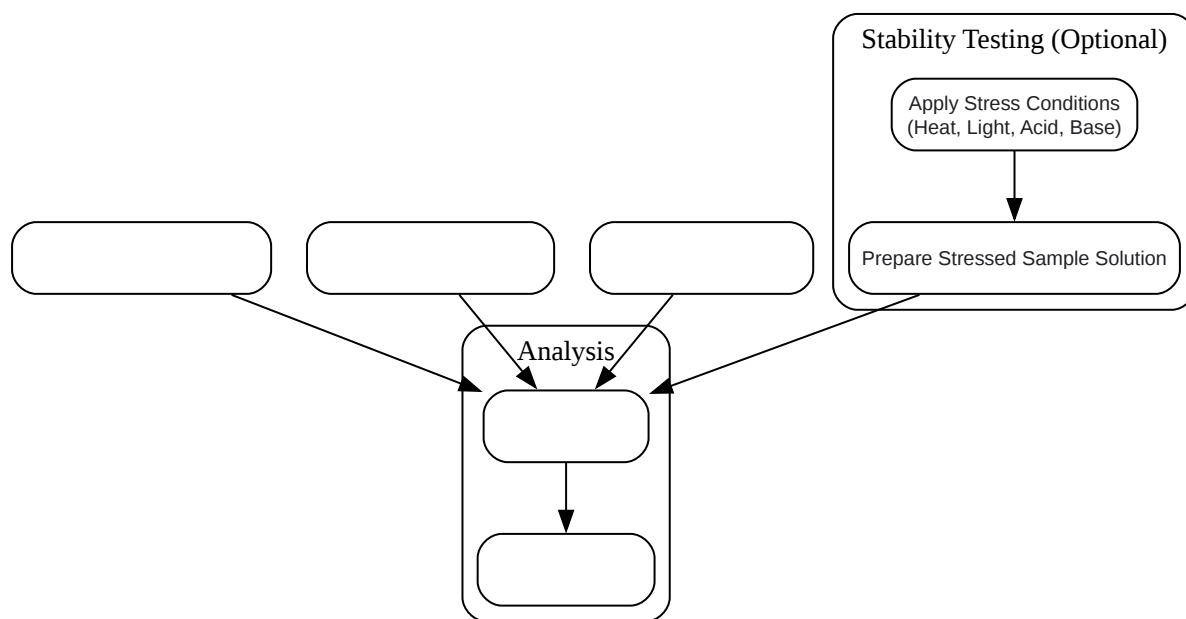 Stability Testing (Optional)
Apply Stress Conditions
(Heat, Light, Acid, Base)
Prepare Stressed Sample Solution
Analysis